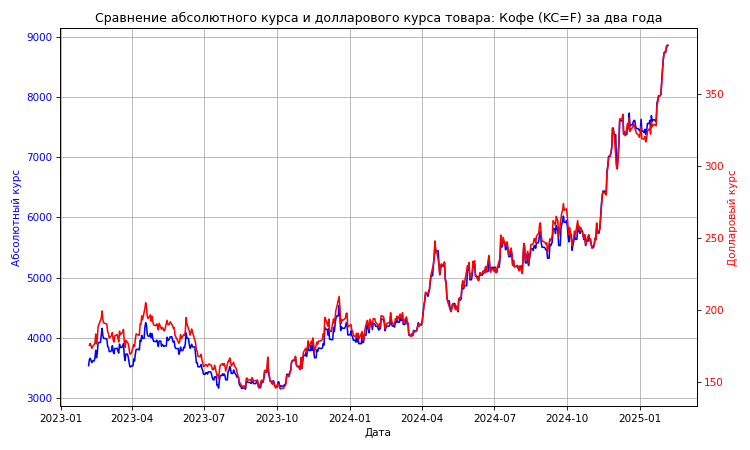 Сравнение абсолютного курса и долларового курса товара: Кофе (KC=F) за два года
Абсолютный курс
9000
8000
7000
6000
5000
4000
3000
350
300
250
200
150
Долларовый курс
2023-01 2023-04 2023-07 2023-10 2024-01 2024-04 2024-07 2024-10 2025-01
Дата